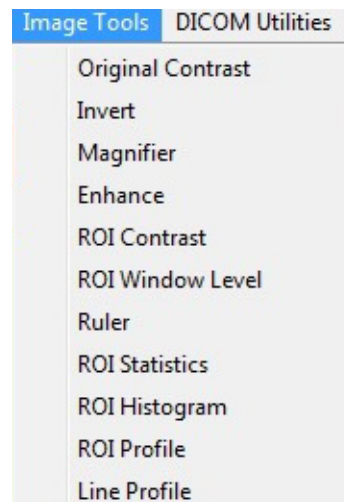 Image Tools DICOM Utilities
Original Contrast
Invert
Magnifier
Enhance
ROI Contrast
ROI Window Level
Ruler
ROI Statistics
ROI Histogram
ROI Profile
Line Profile